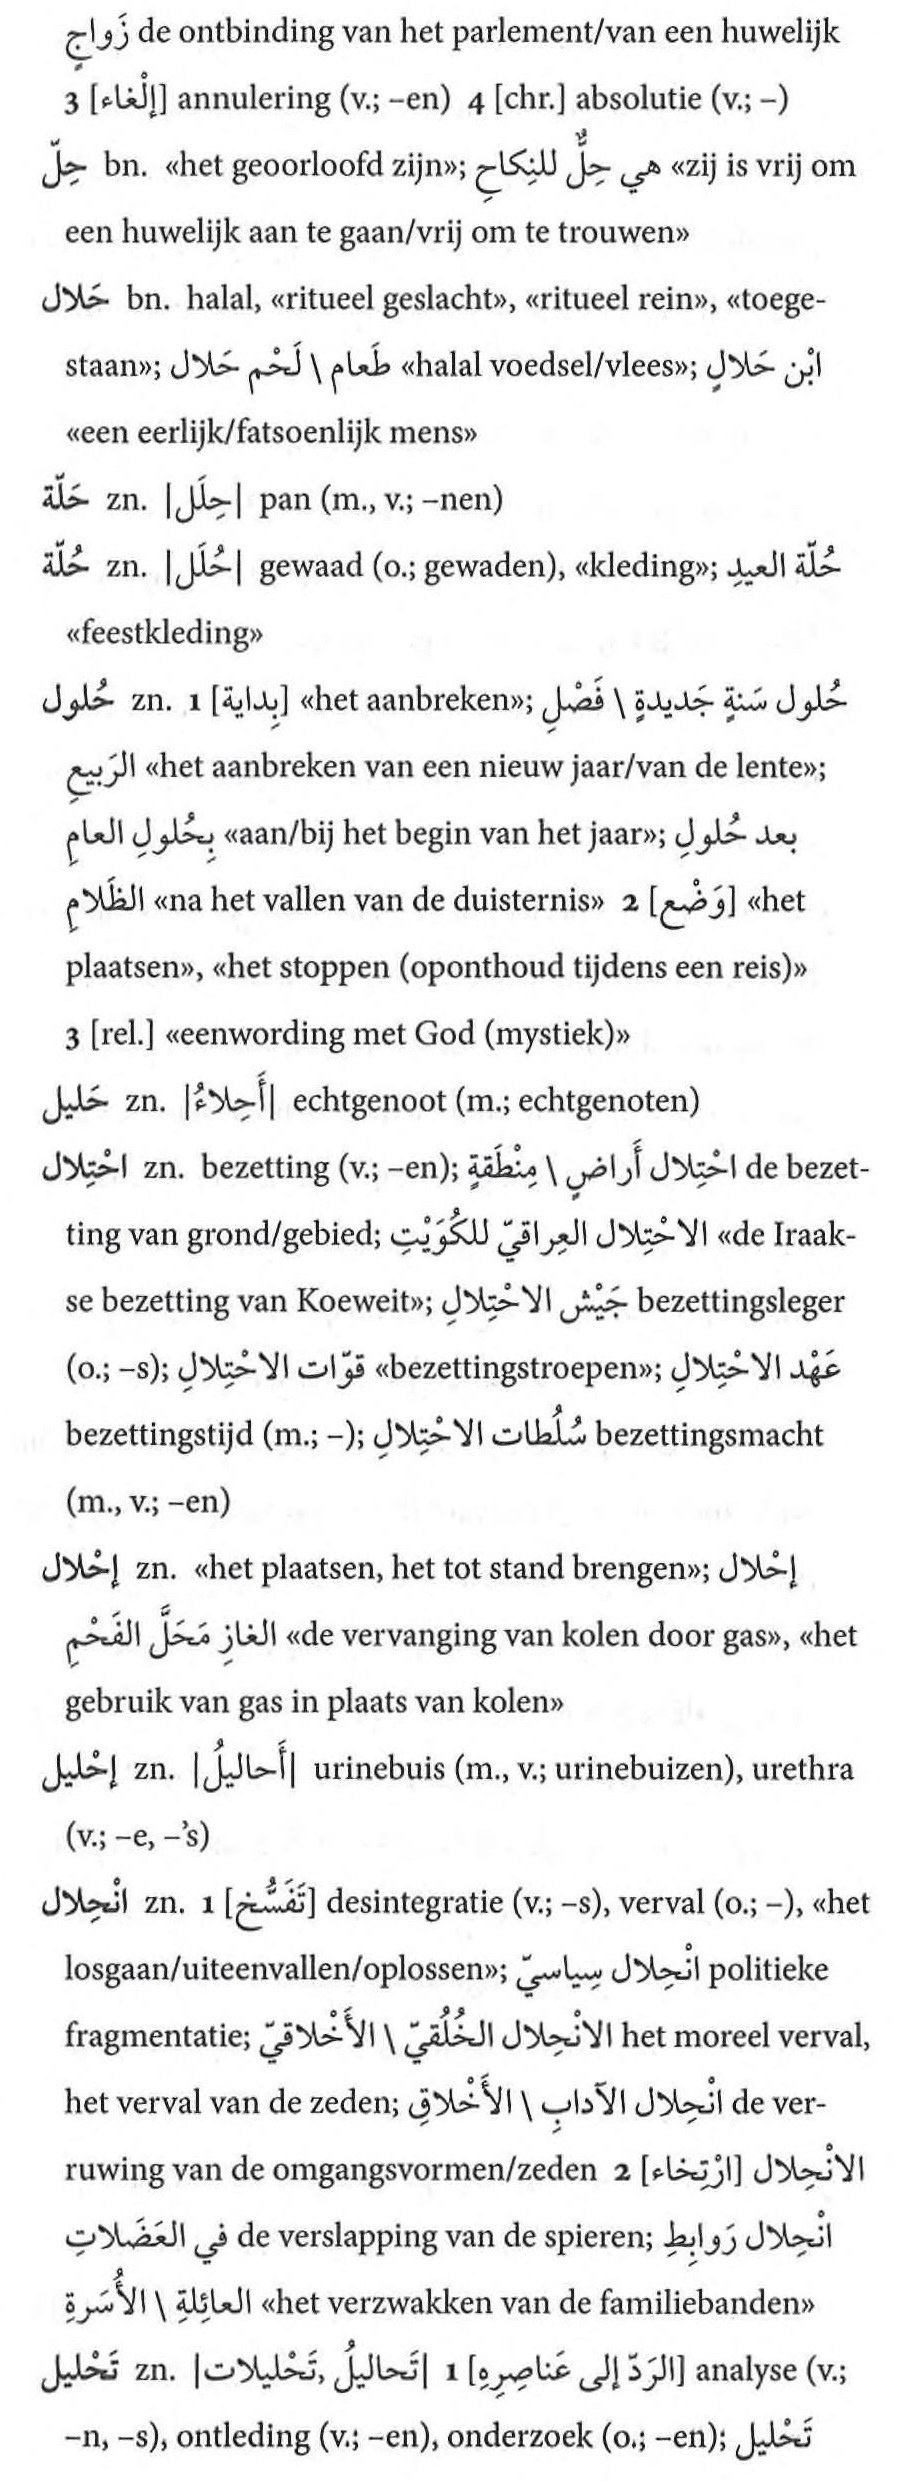 زَواجٍ de ontbinding van het parlement/van een huwelijk
3 [إلْغاء] annulering (v.; –en) 4 [chr.] absolutie (v.; –)
حِلّ bn. «het geoorloofd zijn»; هي حِلٌّ للنِكاحِ «zij is vrij om
een huwelijk aan te gaan/vrij om te trouwen»
حَلال bn. halal, «ritueel geslacht», «ritueel rein», «toege-
staan»; طَعام \ لَحْم حَلال «halal voedsel/vlees»; ابْن حَلالٍ
«een eerlijk/fatsoenlijk mens»
حَلّة zn. |حِلَل| pan (m., v.; –nen)
حُلّة zn. |حُلَل| gewaad (o.; gewaden), «kleding»; حُلّة العيدِ
«feestkleding»
حُلول zn. 1 [بِداية] «het aanbreken»; حُلول سَنةٍ جَديدةٍ \ فَصْلِ
الرَبيعِ «het aanbreken van een nieuw jaar/van de lente»;
بِحُلولِ العامِ «aan/bij het begin van het jaar»; بعد حُلولِ
الظَلامِ «na het vallen van de duisternis» 2 [وَضْع] «het
plaatsen», «het stoppen (oponthoud tijdens een reis)»
3 [rel.] «eenwording met God (mystiek)»
حَليل zn. |أَحِلاءُ| echtgenoot (m.; echtgenoten)
احْتِلال zn. bezetting (v.; –en); احْتِلال أَراضٍ \ مِنْطَقةٍ de bezet-
ting van grond/gebied; الاحْتِلال العِراقيّ للكُوَيْتِ «de Iraak-
se bezetting van Koeweit»; جَيْش الاحْتِلالِ bezettingsleger
(o.; –s); قوّات الاحْتِلالِ «bezettingstroepen»; عَهْد الاحْتِلالِ
bezettingstijd (m.; –); سُلُطات الاحْتِلالِ bezettingsmacht
(m., v.; –en)
إحْلال zn. «het plaatsen, het tot stand brengen»; إحْلال
الغازِ مَحَلَّ الفَحْمِ «de vervanging van kolen door gas», «het
gebruik van gas in plaats van kolen»
إحْليل zn. |أَحاليلُ| urinebuis (m., v.; urinebuizen), urethra
(v.; –e, –’s)
انْحِلال zn. 1 [تَفَسُّخ] desintegratie (v.; –s), verval (o.; –), «het
losgaan/uiteenvallen/oplossen»; انْحِلال سِياسيّ politieke
fragmentatie; الانْحِلال الخُلُقيّ \ الأَخْلاقيّ het moreel verval,
het verval van de zeden; انْحِلال الآدابِ \ الأَخْلاقِ de ver-
ruwing van de omgangsvormen/zeden 2 [ارْتِخاء] الانْحِلال
في العَضَلاتِ de verslapping van de spieren; انْحِلال رَوابِطِ
العائِلةِ \ الأُسْرةِ «het verzwakken van de familiebanden»
تَحْليل zn. |تَحاليلُ, تَحْليلات| 1 [الرَدّ إلى عَناصِرِهِ] analyse (v.;
–n, –s), ontleding (v.; –en), onderzoek (o.; –en); تَحْليل